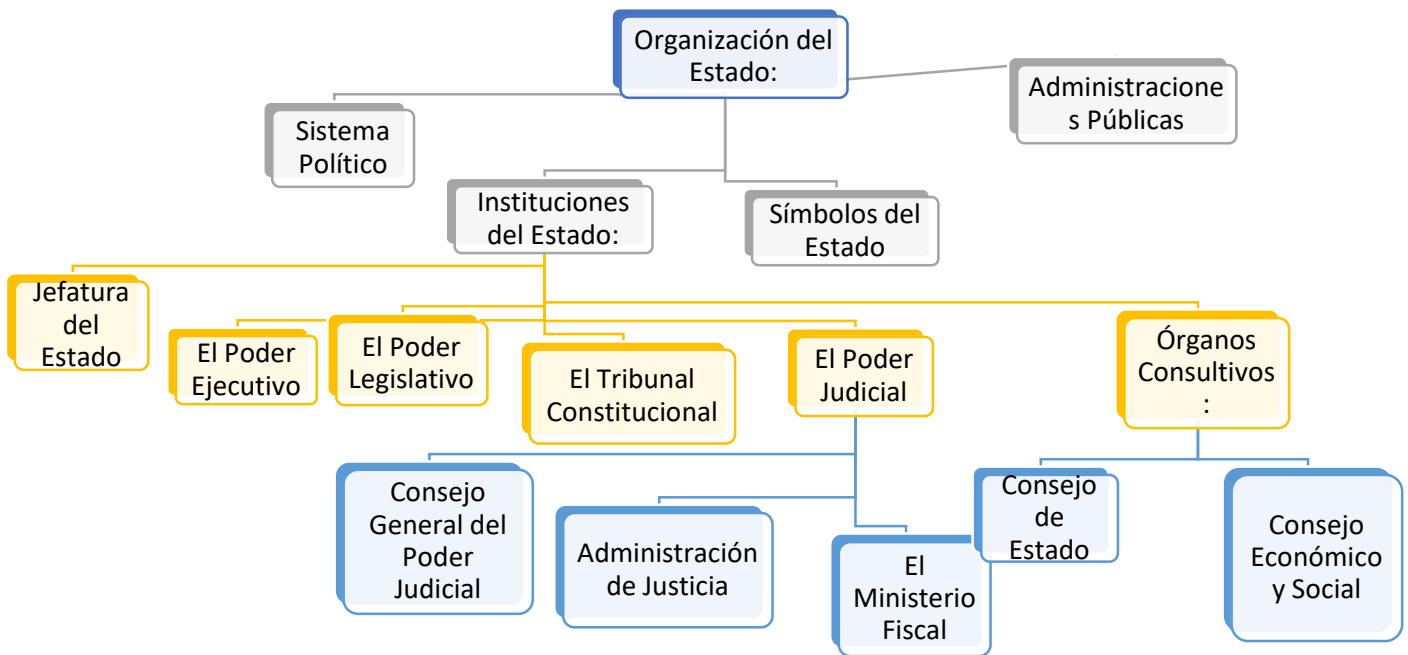 Organización del
Estado:
Administracione
s Públicas
Sistema
Político
Instituciones
del Estado:
Símbolos del
Estado
Jefatura
del
Estado
El Poder
Ejecutivo
El Poder
Legislativo
El Tribunal
Constitucional
El Poder
Judicial
Órganos
Consultivos
:
Consejo
General del
Poder
Judicial
Administración
de Justicia
El
Ministerio
Fiscal
Consejo
de
Estado
Consejo
Económico
y Social